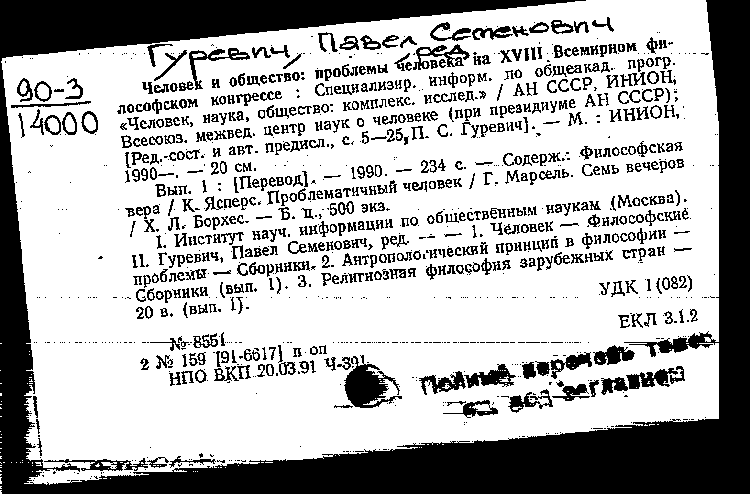 Гуревич, Павел Семенович
ред.
90-3
14000
Человек и общество: проблемы человека на XVIII Всемирном фи-
лософском конгрессе : Специализир. информ. по общеакад. прогр.
«Человек, наука, общество: комплекс. исслед.» / АН СССР, ИНИОН,
Всесоюз. межвед. центр наук о человеке (при президиуме АН СССР);
[Ред.-сост. и авт. предисл., с. 5—25, П. С. Гуревич]. — М. : ИНИОН,
1990—. — 20 см.
Вып. 1 : [Перевод]. — 1990. — 234 с. — Содерж.: Философская
вера / К. Ясперс. Проблематичный человек / Г. Марсель. Семь вечеров
/ Х. Л. Борхес. — Б. ц., 500 экз.
I. Институт науч. информации по общественным наукам (Москва).
II. Гуревич, Павел Семенович, ред. — — 1. Человек — Философские
проблемы — Сборники. 2. Антропологический принцип в философии —
Сборники (вып. 1). 3. Религиозная философия зарубежных стран —
20 в. (вып. 1).
УДК 1(082)
ЕКЛ 3.1.2
№ 8551
2 № 159 [91-6617] п оп
НПО ВКП 20.03.91 Ч-391
Полный перечень
см. под заглавием